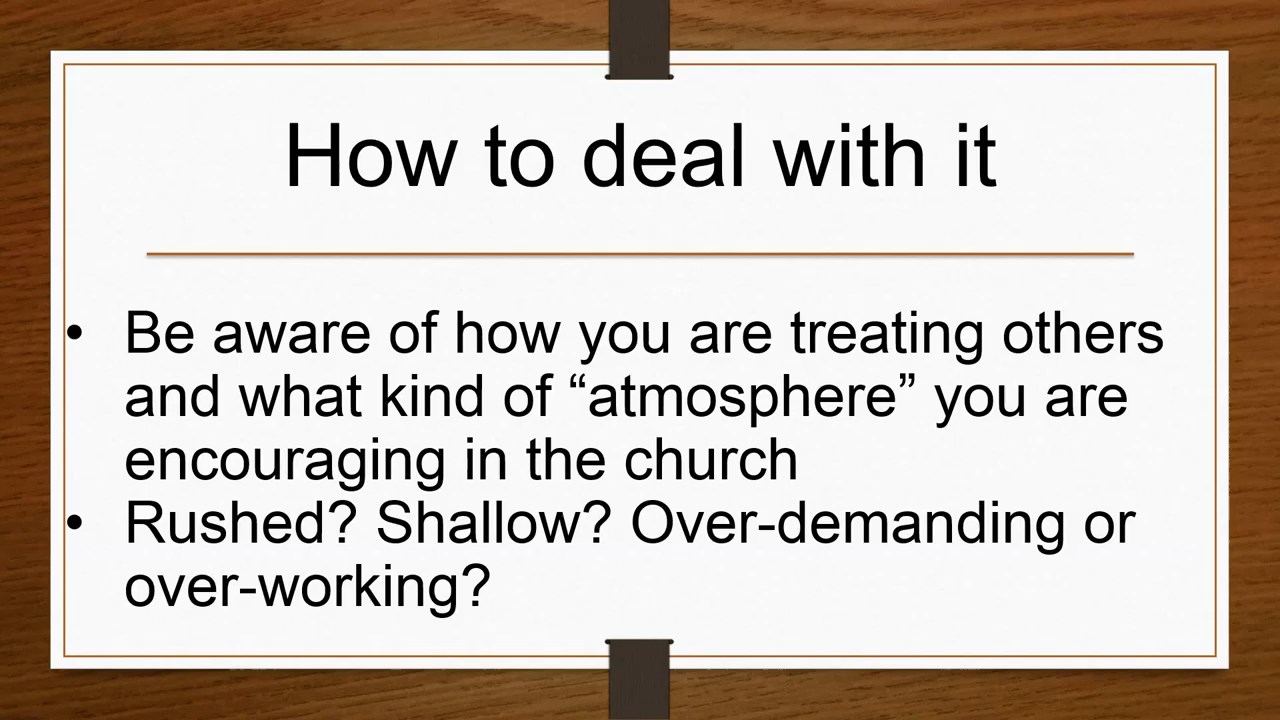 How to deal with it
• Be aware of how you are treating others
and what kind of “atmosphere” you are
encouraging in the church
• Rushed? Shallow? Over-demanding or
over-working?